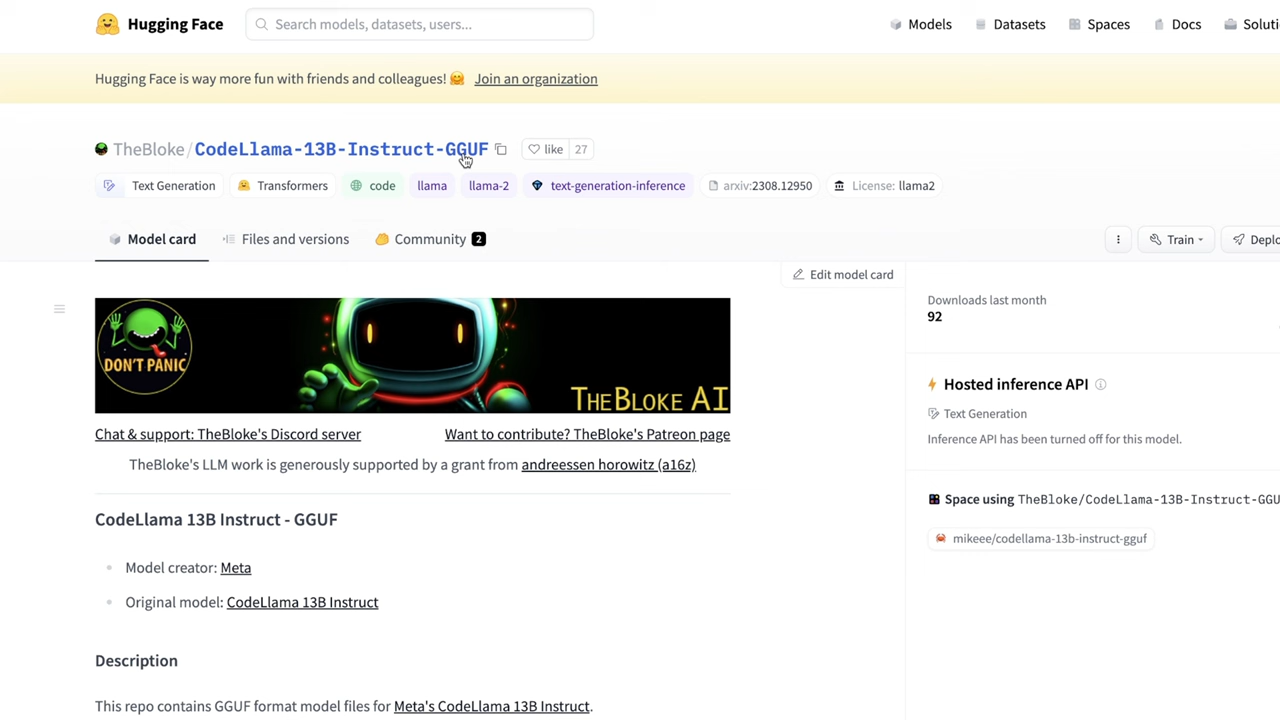 Hugging Face
Search models, datasets, users...
Models
Datasets
Spaces
Docs
Soluti
Hugging Face is way more fun with friends and colleagues! 🤗 Join an organization
TheBloke/CodeLlama-13B-Instruct-GGUF
like 27
Text Generation
Transformers
code
llama
llama-2
text-generation-inference
arxiv:2308.12950
License: llama2
Model card
Files and versions
Community 2
Train
Deplo
Edit model card
DON'T PANIC
THEBLOKE AI
Chat & support: TheBloke's Discord server
Want to contribute? TheBloke's Patreon page
TheBloke's LLM work is generously supported by a grant from andreessen horowitz (a16z)
CodeLlama 13B Instruct - GGUF
Model creator: Meta
Original model: CodeLlama 13B Instruct
Description
This repo contains GGUF format model files for Meta's CodeLlama 13B Instruct.
Downloads last month
92
Hosted inference API
Text Generation
Inference API has been turned off for this model.
Space using TheBloke/CodeLlama-13B-Instruct-GGU
mikeee/codellama-13b-instruct-gguf